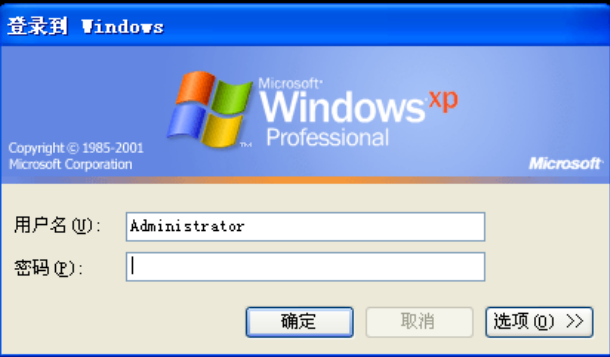 登录到 Windows
Microsoft®
Windows xp
Professional
TM
Copyright © 1985-2001
Microsoft Corporation
Microsoft®
用户名(U):
Administrator
密码(P):
确定
取消
选项(O) >>